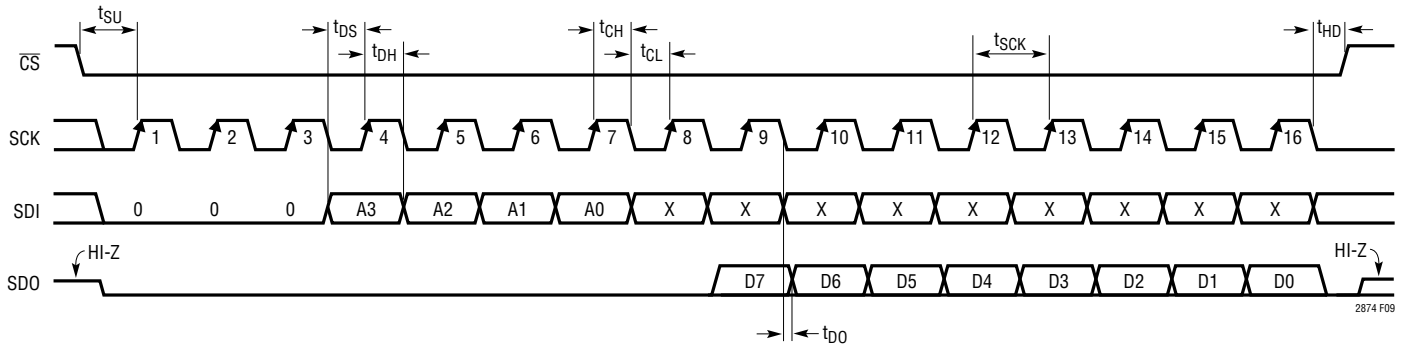 tSU tDS tDH tCH tCL tSCK tHD
CS
SCK 1 2 3 4 5 6 7 8 9 10 11 12 13 14 15 16
SDI 0 0 0 A3 A2 A1 A0 X X X X X X X X X
HI-Z HI-Z
SDO D7 D6 D5 D4 D3 D2 D1 D0
2874 F09
tDO